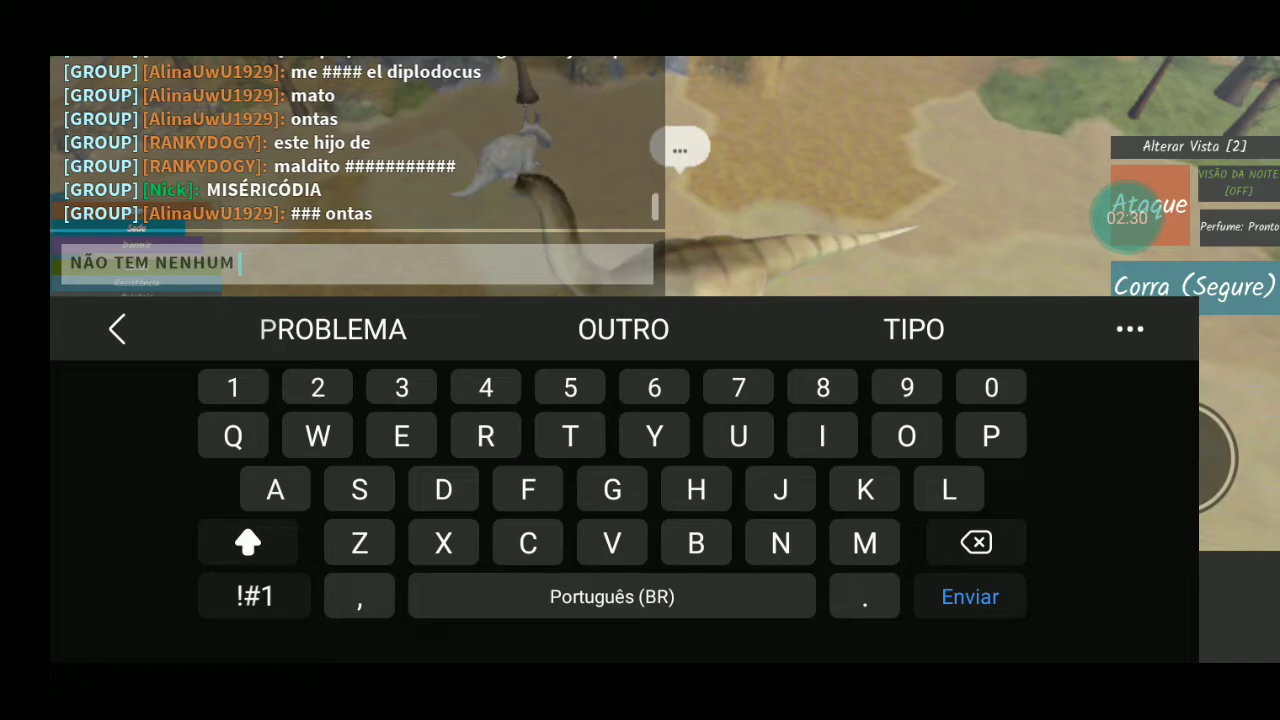 [GROUP] [AlinaUwU1929]: me #### el diplodocus
[GROUP] [AlinaUwU1929]: mato
[GROUP] [AlinaUwU1929]: ontas
[GROUP] [RANKYDOGY]: este hijo de
[GROUP] [RANKYDOGY]: maldito ###########
[GROUP] [Nick]: MISÉRICÓDIA
[GROUP] [AlinaUwU1929]: ### ontas
Sede
Dormir
NÃO TEM NENHUM
Resistencia
...
Alterar Vista [2]
Ataque
02:30
VISÃO DA NOITE
[OFF]
Perfume: Pronto
Corra (Segure)
PROBLEMA OUTRO TIPO
1 2 3 4 5 6 7 8 9 0
Q W E R T Y U I O P
A S D F G H J K L
Z X C V B N M
!#1 , Português (BR) . Enviar